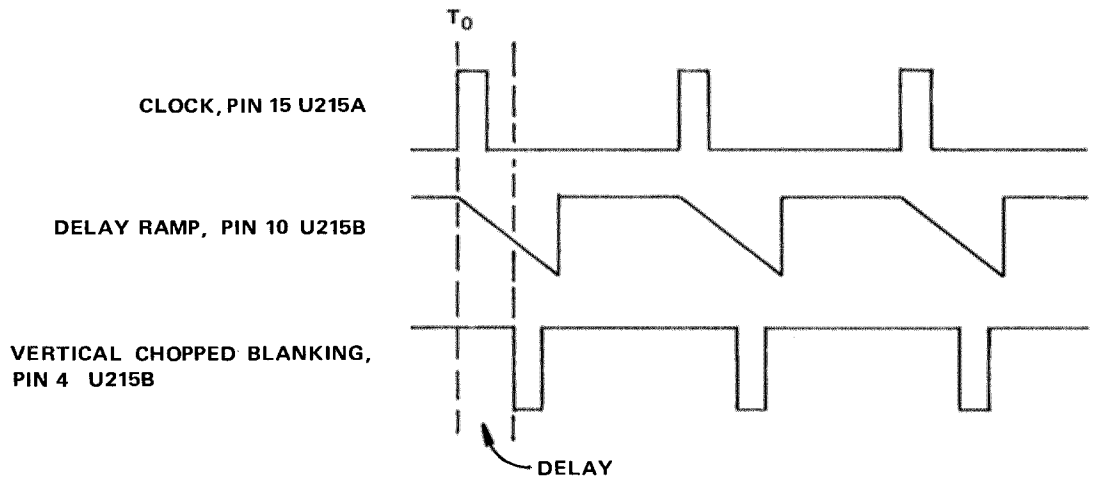 T0
CLOCK, PIN 15 U215A
DELAY RAMP, PIN 10 U215B
VERTICAL CHOPPED BLANKING,
PIN 4 U215B
DELAY